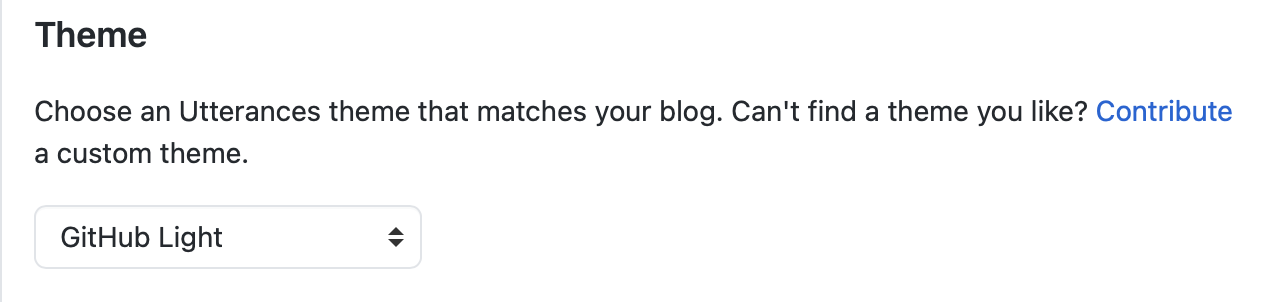 Theme
Choose an Utterances theme that matches your blog. Can't find a theme you like? Contribute
a custom theme.
GitHub Light